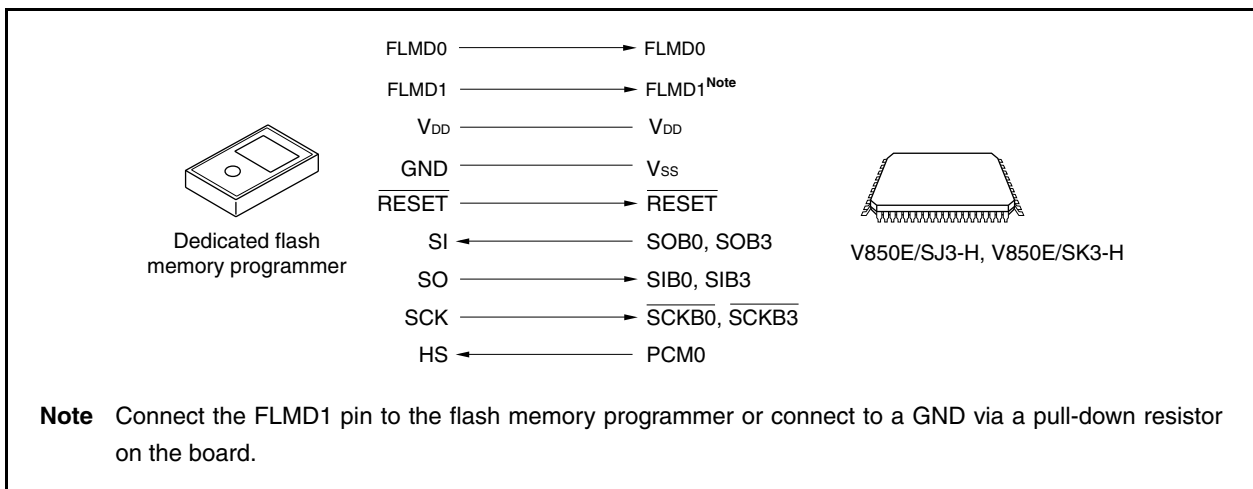 FLMD0 FLMD0
FLMD1 FLMD1Note
VDD VDD
GND VSS
RESET RESET
SI SOB0, SOB3
SO SIB0, SIB3
SCK SCKB0, SCKB3
HS PCM0
Dedicated flash
memory programmer
V850E/SJ3-H, V850E/SK3-H
Note Connect the FLMD1 pin to the flash memory programmer or connect to a GND via a pull-down resistor
on the board.